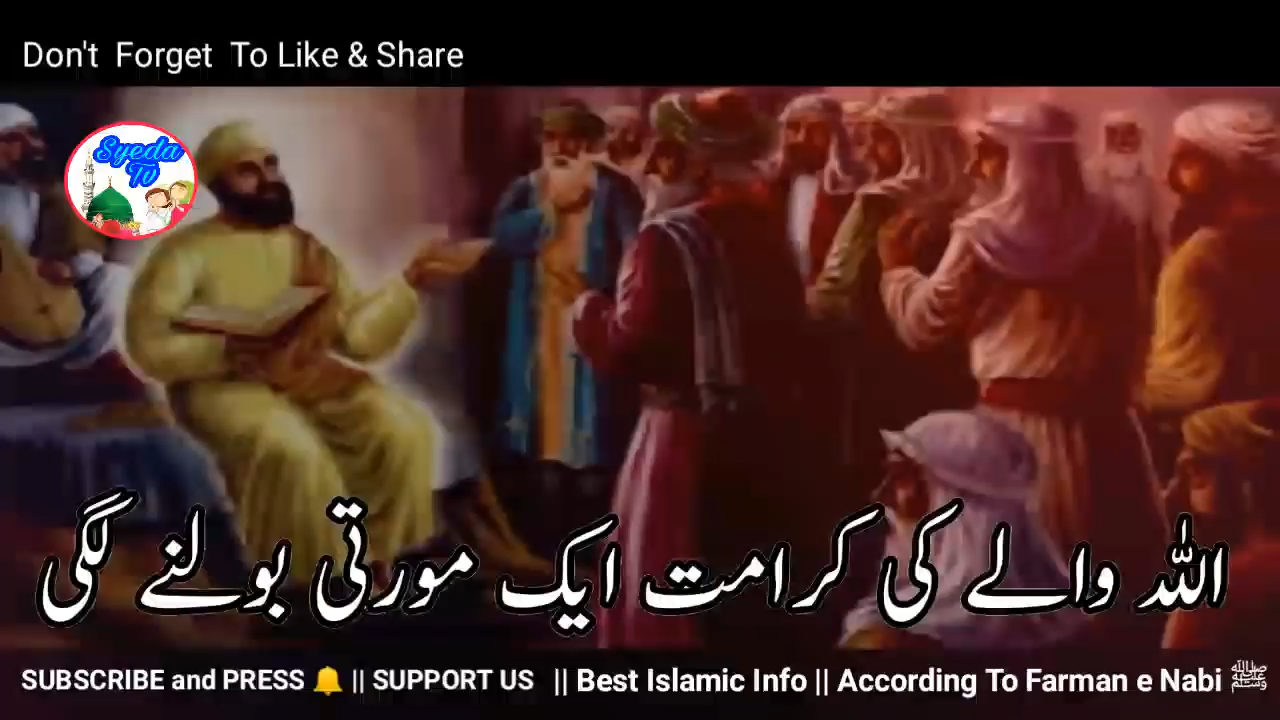 Don't Forget To Like & Share
Syeda
Tv
اللہ والے کی کرامت ایک مورتی بولنے لگی
SUBSCRIBE and PRESS 🔔 || SUPPORT US || Best Islamic Info || According To Farman e Nabi ﷺ